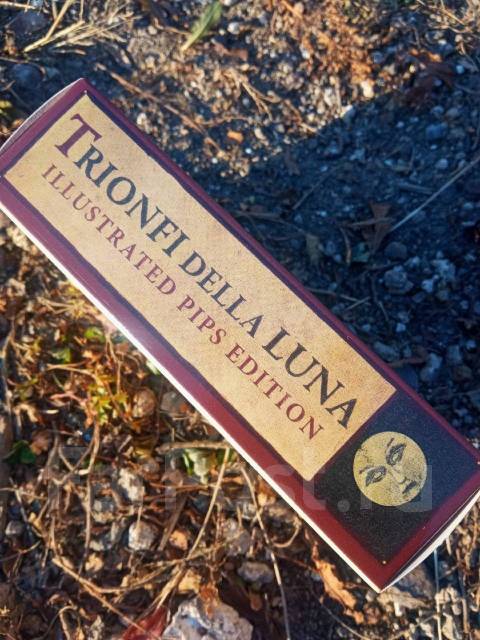 TRIONFI DELLA LUNA
ILLUSTRATED PIPS EDITION